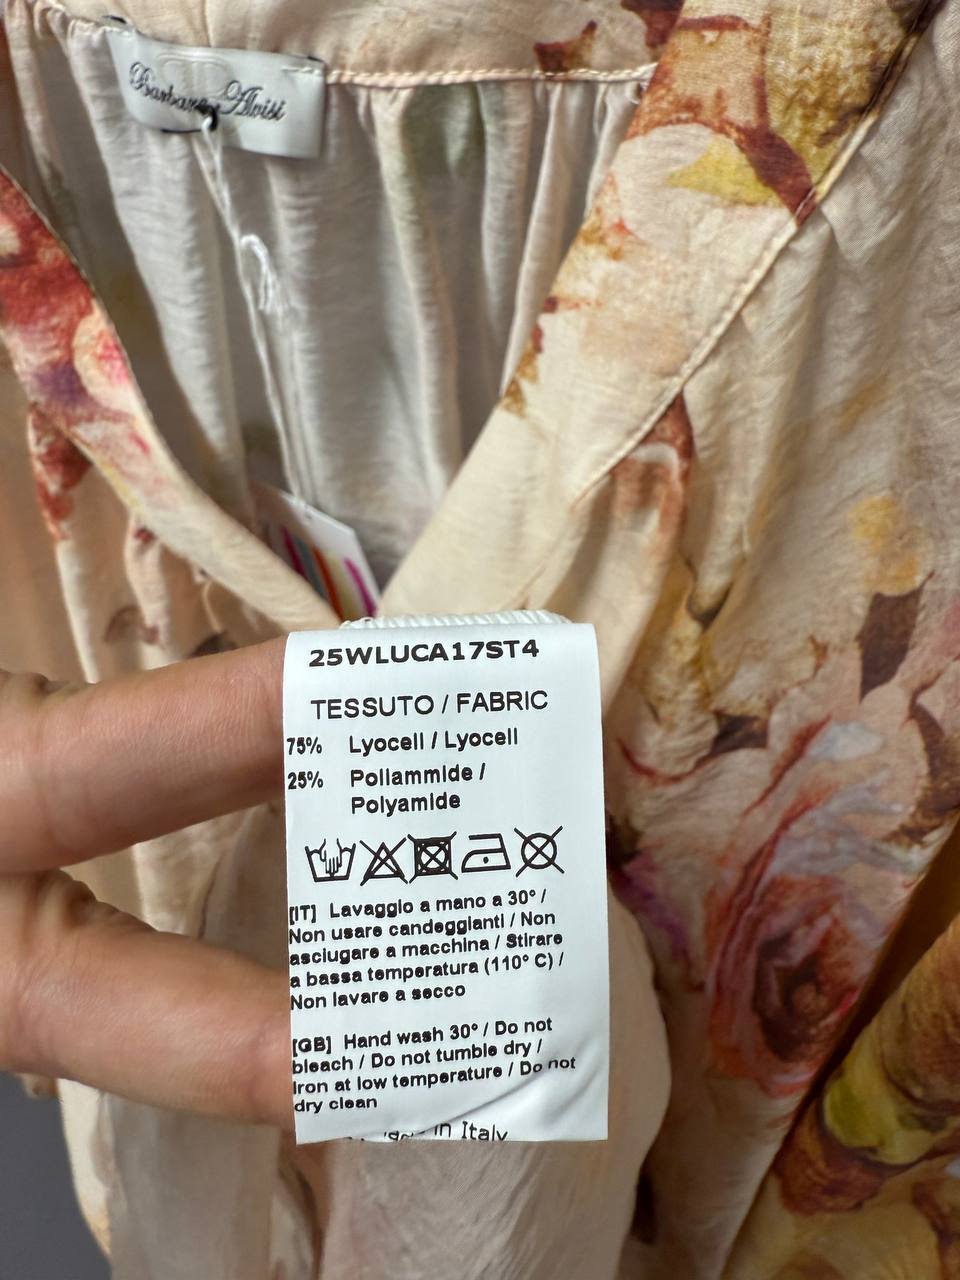 Barbara Alvisi
25WLUCA17ST4
TESSUTO / FABRIC
75% Lyocell / Lyocell
25% Poliammide /
Polyamide
[IT] Lavaggio a mano a 30° /
Non usare candeggianti / Non
asciugare a macchina / Stirare
a bassa temperatura (110° C) /
Non lavare a secco
[GB] Hand wash 30° / Do not
bleach / Do not tumble dry /
Iron at low temperature / Do not
dry clean
in Italy